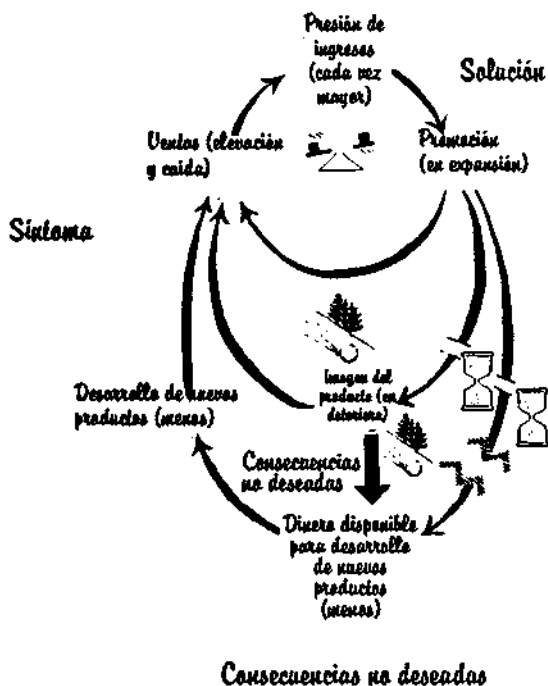 Presión de
ingresos
(cada vez
mayor)
Solución
Ventas (elevación
y caída)
Promoción
(en expansión)
Síntoma
Imagen del
producto (en
deterioro)
Desarrollo de nuevos
productos (menos)
Consecuencias
no deseadas
Dinero disponible
para desarrollo
de nuevos
productos
(menos)
Consecuencias no deseadas